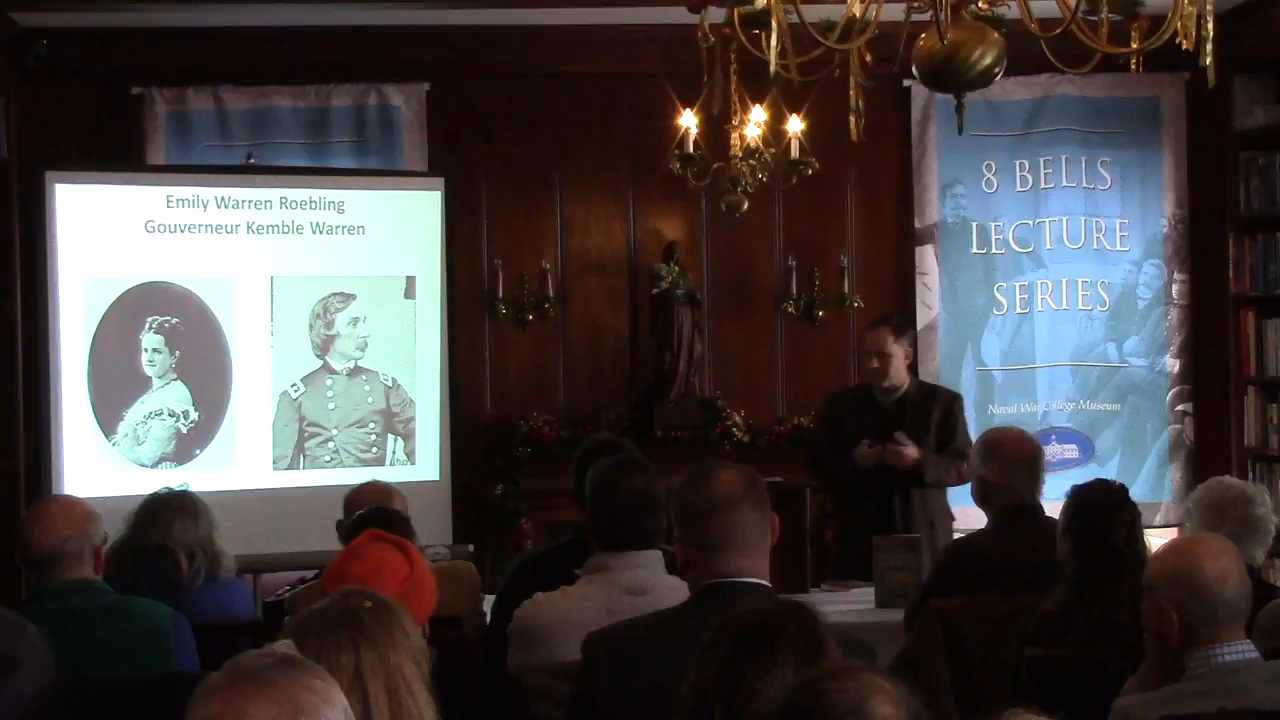 Emily Warren Roebling
Gouverneur Kemble Warren
8 BELLS
LECTURE
SERIES
Naval War College Museum